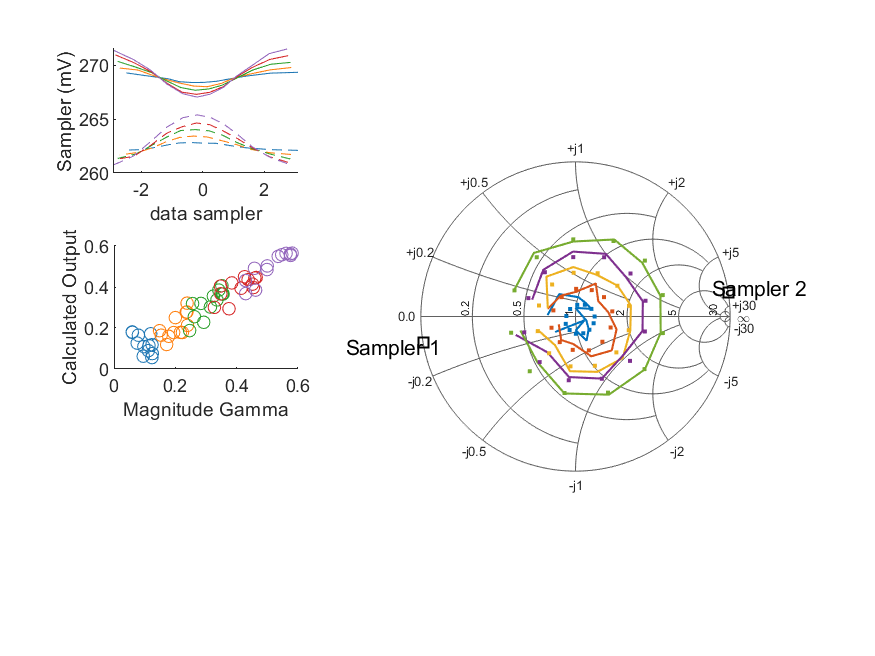 270
265
260
Sampler (mV)
-2 0 2
data sampler
0.6
0.4
0.2
0
Calculated Output
0 0.2 0.4 0.6
Magnitude Gamma
+j1
+j0.5
+j2
+j0.2
+j5
Sampler 2
+j30
0.0
0.2
0.5
1
2
5
30
∞
-j30
Sampler 1
-j0.2
-j5
-j0.5
-j2
-j1